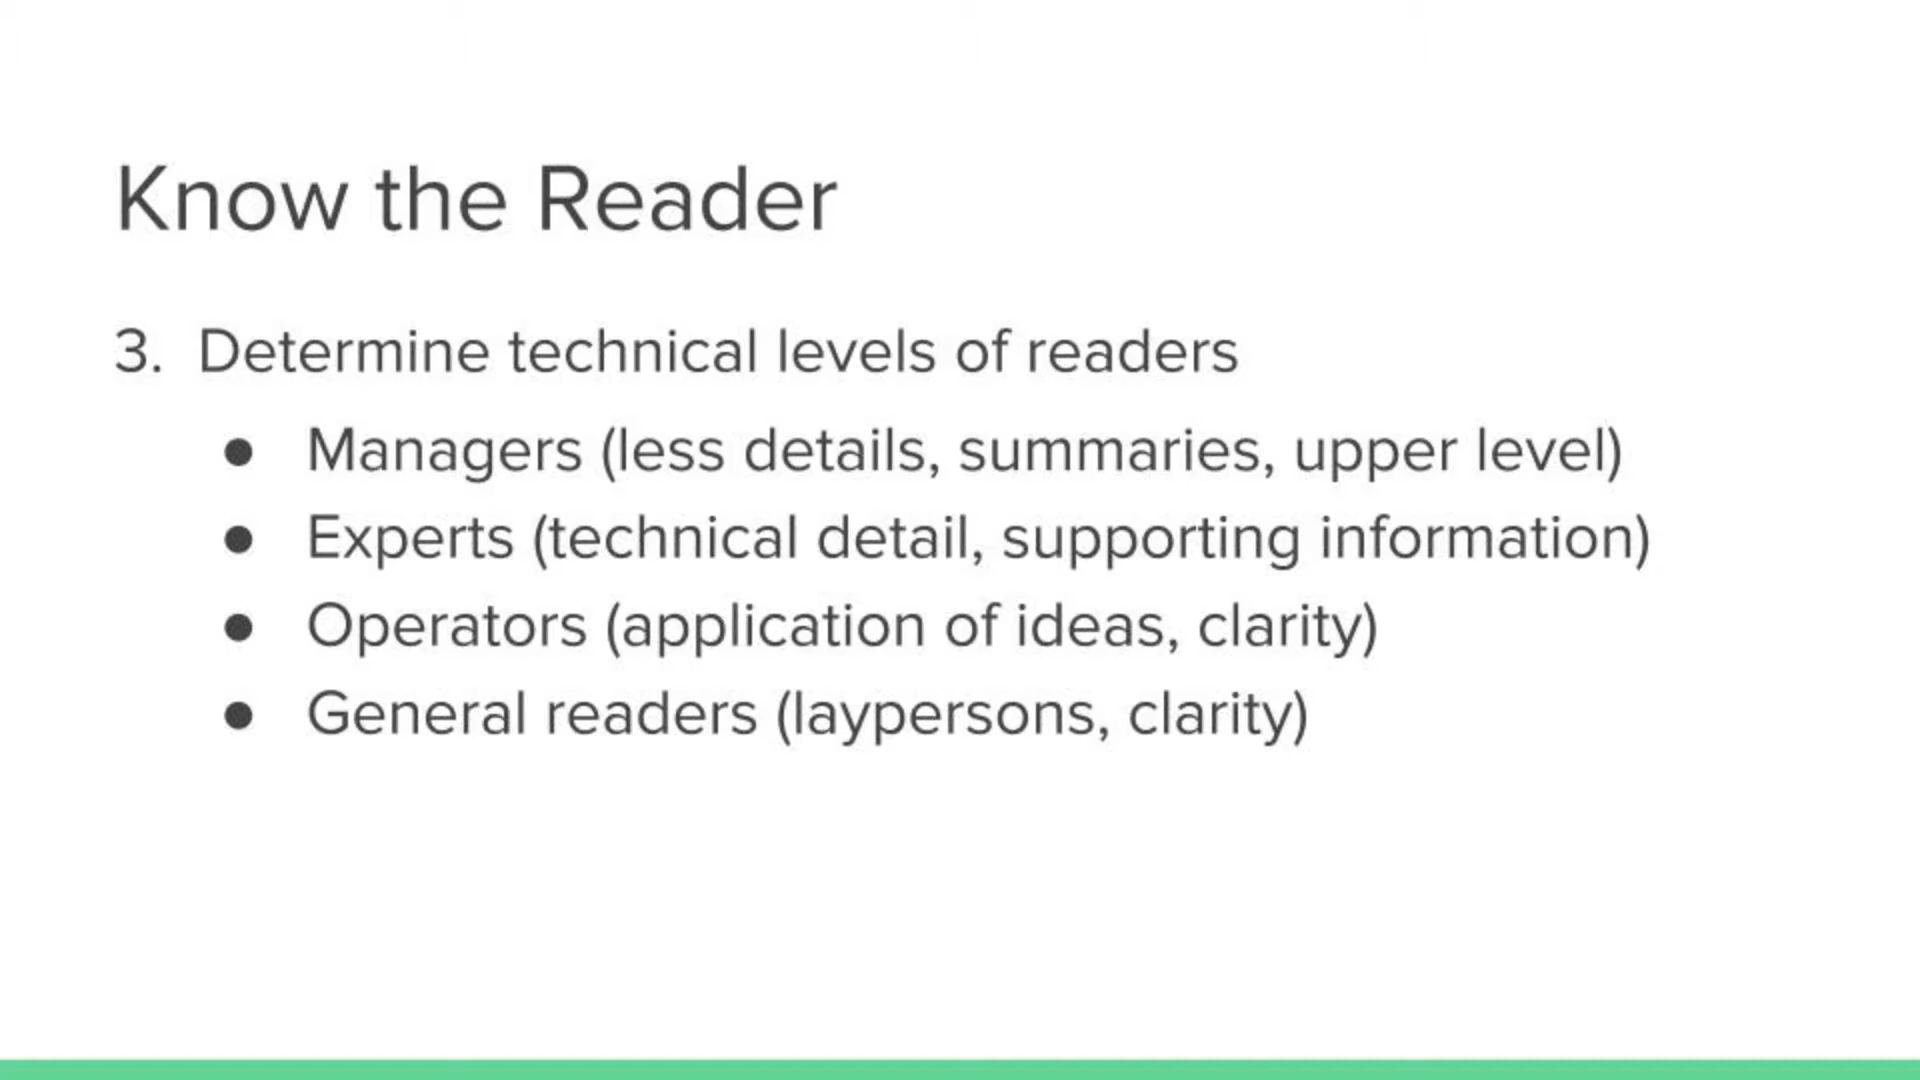 Know the Reader
3. Determine technical levels of readers
● Managers (less details, summaries, upper level)
● Experts (technical detail, supporting information)
● Operators (application of ideas, clarity)
● General readers (laypersons, clarity)